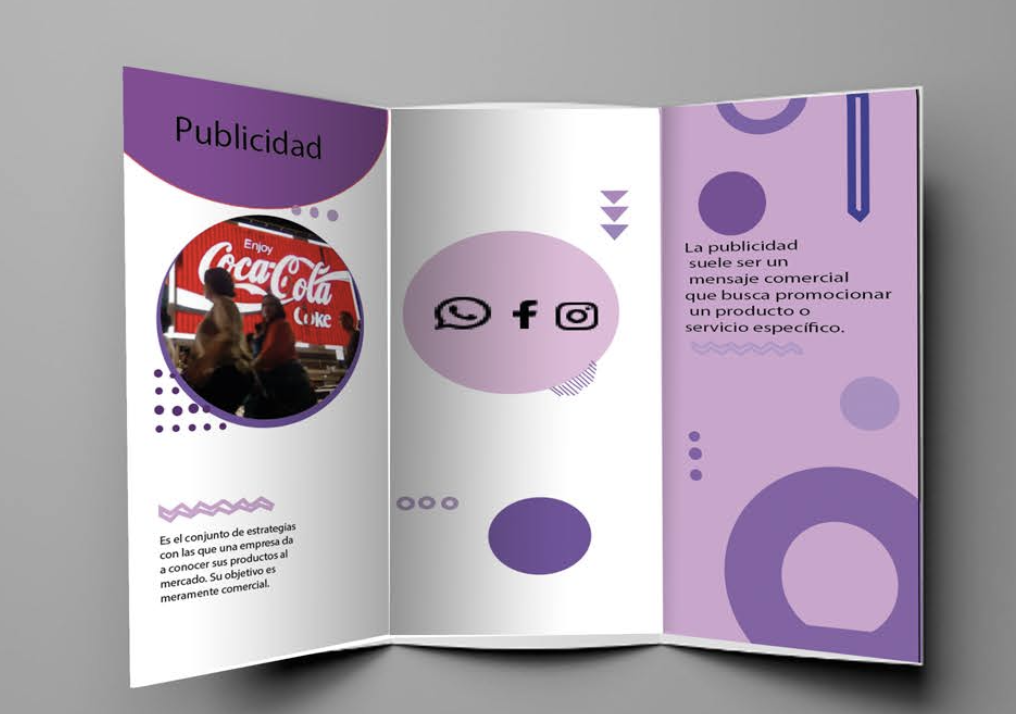 Publicidad
Enjoy
Coca-Cola
Coke
Es el conjunto de estrategias
con las que una empresa da
a conocer sus productos al
mercado. Su objetivo es
meramente comercial.
La publicidad
suele ser un
mensaje comercial
que busca promocionar
un producto o
servicio específico.